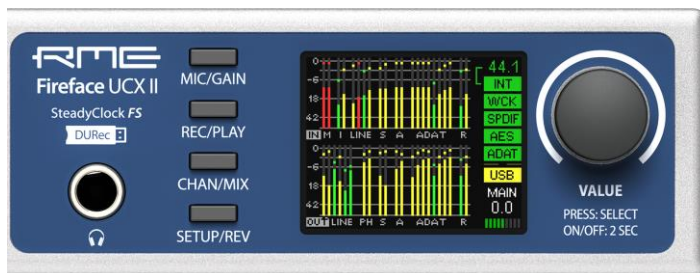 RME
Fireface UCX II
SteadyClock FS
DURec
MIC/GAIN
REC/PLAY
CHAN/MIX
SETUP/REV
0
-6
18
42
IN M I LINE S A ADAT R
0
-6
18
42
OUT LINE PH S A ADAT R
44.1
INT
WCK
SPDIF
AES
ADAT
USB
MAIN
0.0
VALUE
PRESS: SELECT
ON/OFF: 2 SEC